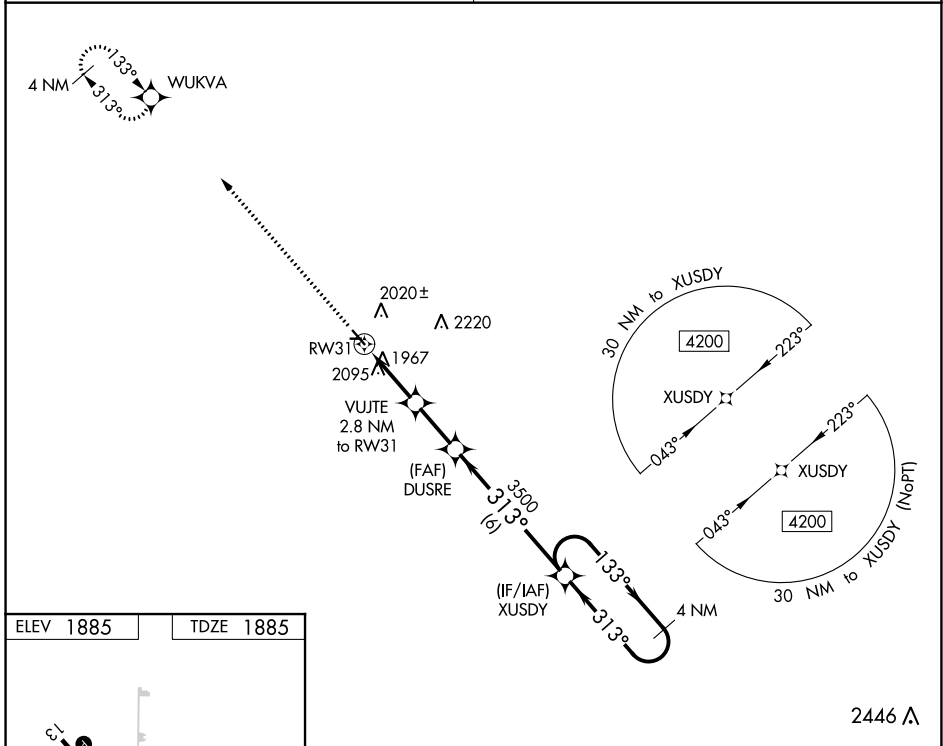 133°
4 NM
WUKVA
313°
2020±
2220
RW31
1967
2095
VUJTE
2.8 NM
to RW31
(FAF)
DUSRE
3500
313°
(6)
(IF/IAF)
XUSDY
133°
4 NM
313°
30 NM to XUSDY
4200
223°
XUSDY
043°
223°
XUSDY
043°
4200
30 NM to XUSDY (NoPT)
ELEV 1885
TDZE 1885
13
2446